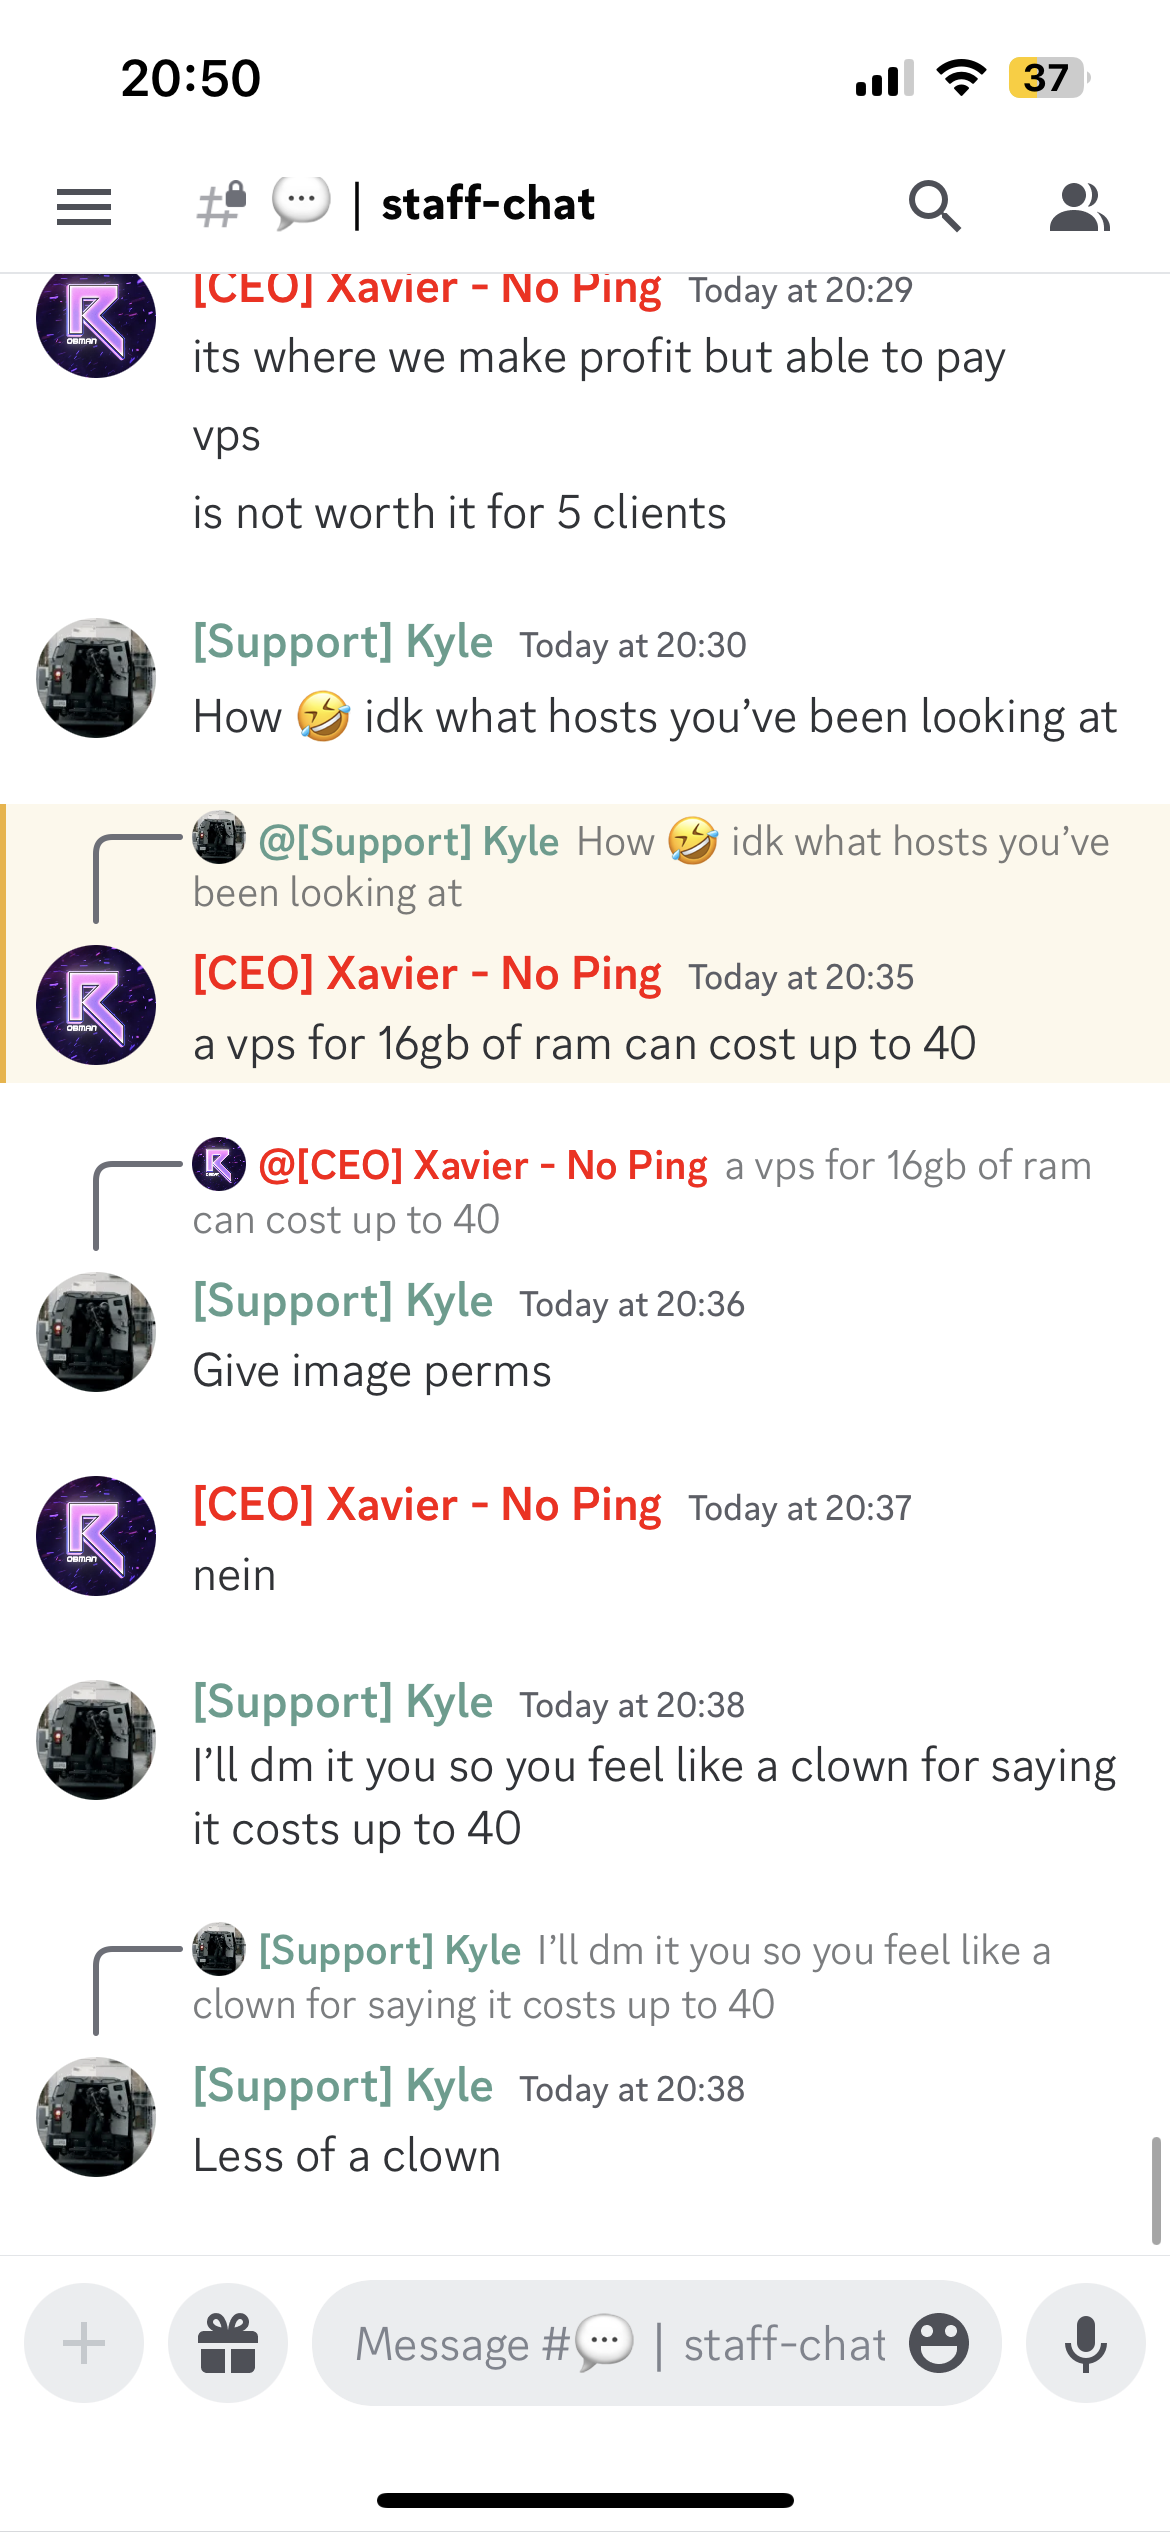 20:50
37
| staff-chat
[CEO] Xavier - No Ping Today at 20:29
its where we make profit but able to pay
vps
is not worth it for 5 clients
[Support] Kyle Today at 20:30
How 🤣 idk what hosts you’ve been looking at
@[Support] Kyle How 🤣 idk what hosts you’ve
been looking at
[CEO] Xavier - No Ping Today at 20:35
a vps for 16gb of ram can cost up to 40
@[CEO] Xavier - No Ping a vps for 16gb of ram
can cost up to 40
[Support] Kyle Today at 20:36
Give image perms
[CEO] Xavier - No Ping Today at 20:37
nein
[Support] Kyle Today at 20:38
I’ll dm it you so you feel like a clown for saying
it costs up to 40
[Support] Kyle I’ll dm it you so you feel like a
clown for saying it costs up to 40
[Support] Kyle Today at 20:38
Less of a clown
Message #💬 | staff-chat